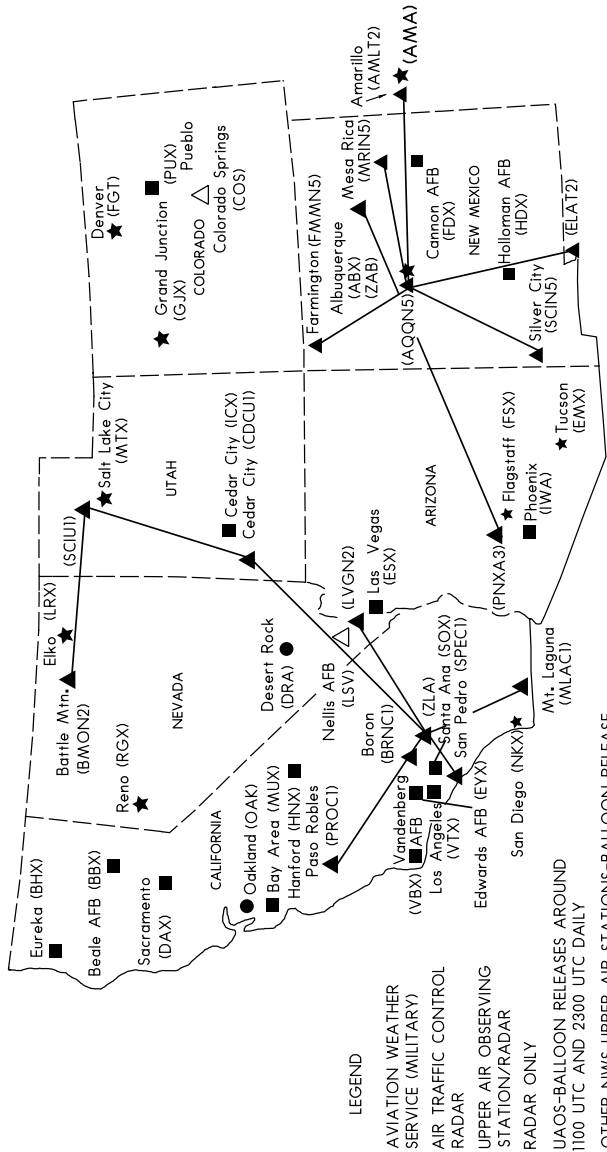 Eureka (BHX)
Beale AFB (BBX)
Sacramento
(DAX)
CALIFORNIA
Oakland (OAK)
Bay Area (MUX)
Hanford (HNX)
Paso Robles
(PROC1)
Vandenberg
AFB
(VBX)
Los Angeles
(VTX)
Edwards AFB (EYX)
San Diego (NKX)
Boron
(BRNC1)
(ZLA)
Santa Ana (SOX)
San Pedro (SPEC1)
Mt. Laguna
(MLAC1)
Reno (RGX)
NEVADA
Battle Mtn.
(BMON2)
Elko (LRX)
Desert Rock
(DRA)
Nellis AFB
(LSV)
(LVGN2)
Las Vegas
(ESX)
(SCIU1)
Salt Lake City
(MTX)
UTAH
Cedar City (ICX)
Cedar City (CDCU1)
ARIZONA
(PNXA3)
Flagstaff (FSX)
Phoenix
(IWA)
Tucson
(EMX)
Denver
(FGT)
Grand Junction
(GJX)
COLORADO
(PUX)
Pueblo
Colorado Springs
(COS)
Farmington (FMMN5)
Albuquerque
(ABX)
(ZAB)
(AQQN5)
Mesa Rica
(MRIN5)
Amarillo
(AMLT2)
(AMA)
Cannon AFB
(FDX)
NEW MEXICO
Holloman AFB
(HDX)
Silver City
(SCIN5)
(ELAT2)
LEGEND
AVIATION WEATHER
SERVICE (MILITARY)
AIR TRAFFIC CONTROL
RADAR
UPPER AIR OBSERVING
STATION/RADAR
RADAR ONLY
UAOS-BALLOON RELEASES AROUND
1100 UTC AND 2300 UTC DAILY
OTHER NWS UPPER AIR STATIONS-BALLOON RELEASE